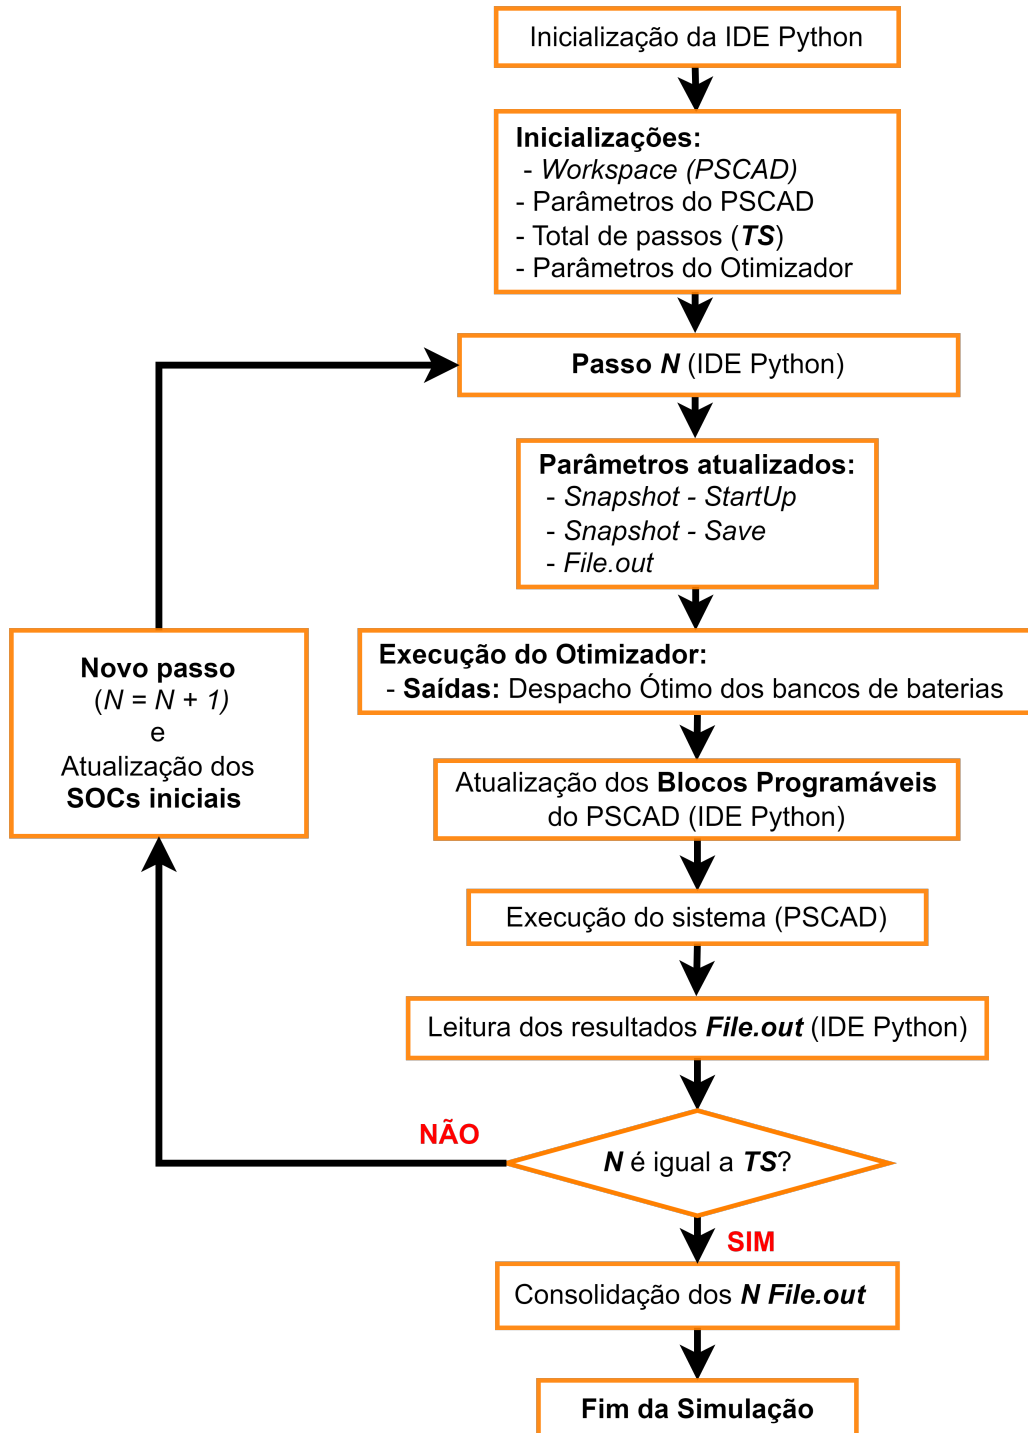 Inicialização da IDE Python
Inicializações:
- Workspace (PSCAD)
- Parâmetros do PSCAD
- Total de passos (TS)
- Parâmetros do Otimizador
Passo N (IDE Python)
Parâmetros atualizados:
- Snapshot - StartUp
- Snapshot - Save
- File.out
Execução do Otimizador:
- Saídas: Despacho Ótimo dos bancos de baterias
Novo passo
(N = N + 1)
e
Atualização dos
SOCs iniciais
Atualização dos Blocos Programáveis
do PSCAD (IDE Python)
Execução do sistema (PSCAD)
Leitura dos resultados File.out (IDE Python)
NÃO
N é igual a TS?
SIM
Consolidação dos N File.out
Fim da Simulação